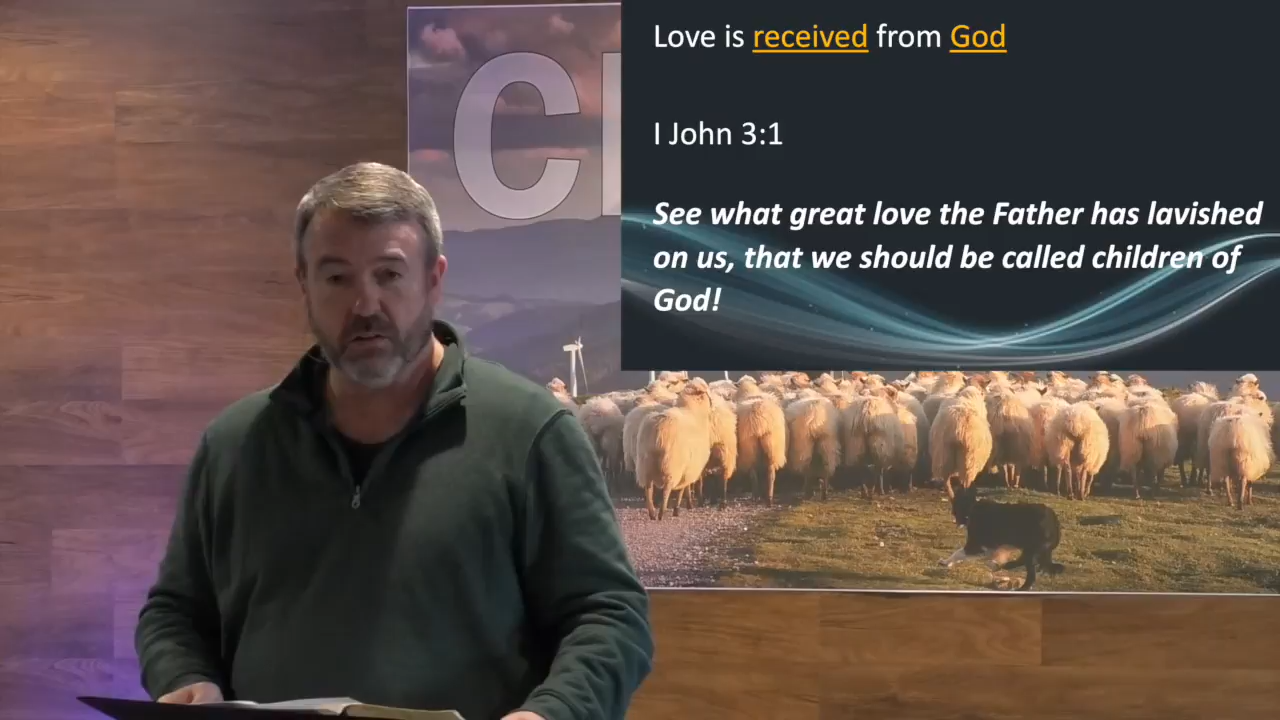 C
Love is received from God
I John 3:1
See what great love the Father has lavished
on us, that we should be called children of
God!